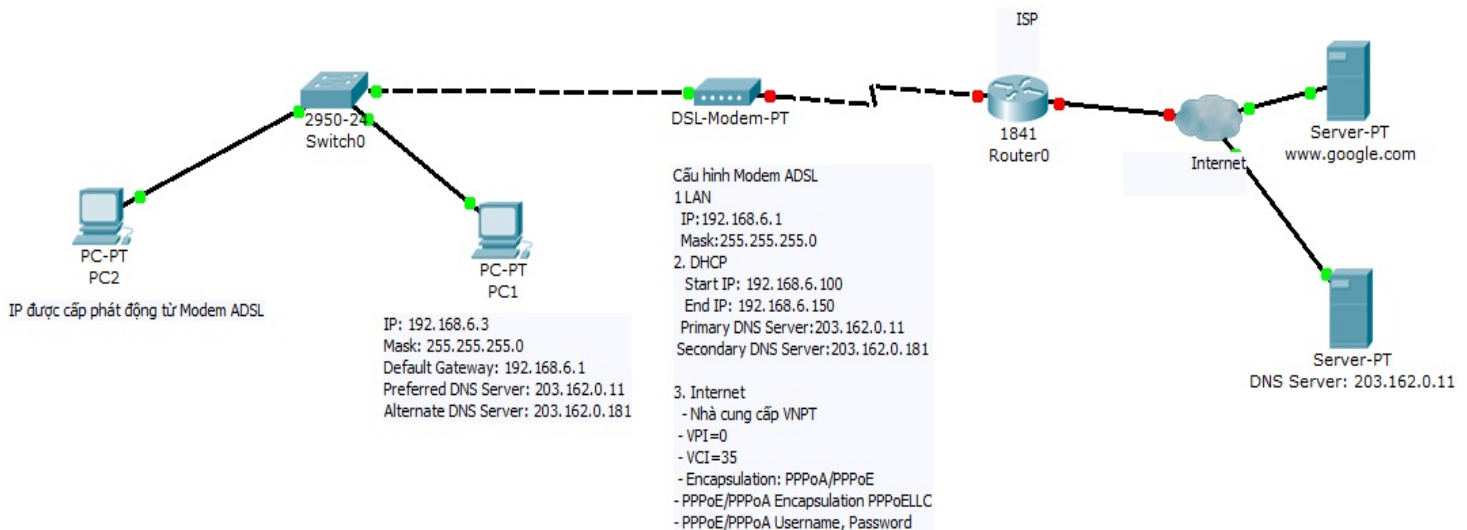 ISP
2950-24
Switch0
DSL-Modem-PT
1841
Router0
Internet
Server-PT
www.google.com
PC-PT
PC2
IP được cấp phát động từ Modem ADSL
PC-PT
PC1
IP: 192.168.6.3
Mask: 255.255.255.0
Default Gateway: 192.168.6.1
Preferred DNS Server: 203.162.0.11
Alternate DNS Server: 203.162.0.181
Cấu hình Modem ADSL
1 LAN
IP:192.168.6.1
Mask:255.255.255.0
2. DHCP
Start IP: 192.168.6.100
End IP: 192.168.6.150
Primary DNS Server:203.162.0.11
Secondary DNS Server:203.162.0.181
3. Internet
- Nhà cung cấp VNPT
- VPI=0
- VCI=35
- Encapsulation: PPPoA/PPPoE
- PPPoE/PPPoA Encapsulation PPPoELLC
- PPPoE/PPPoA Username, Password
Server-PT
DNS Server: 203.162.0.11